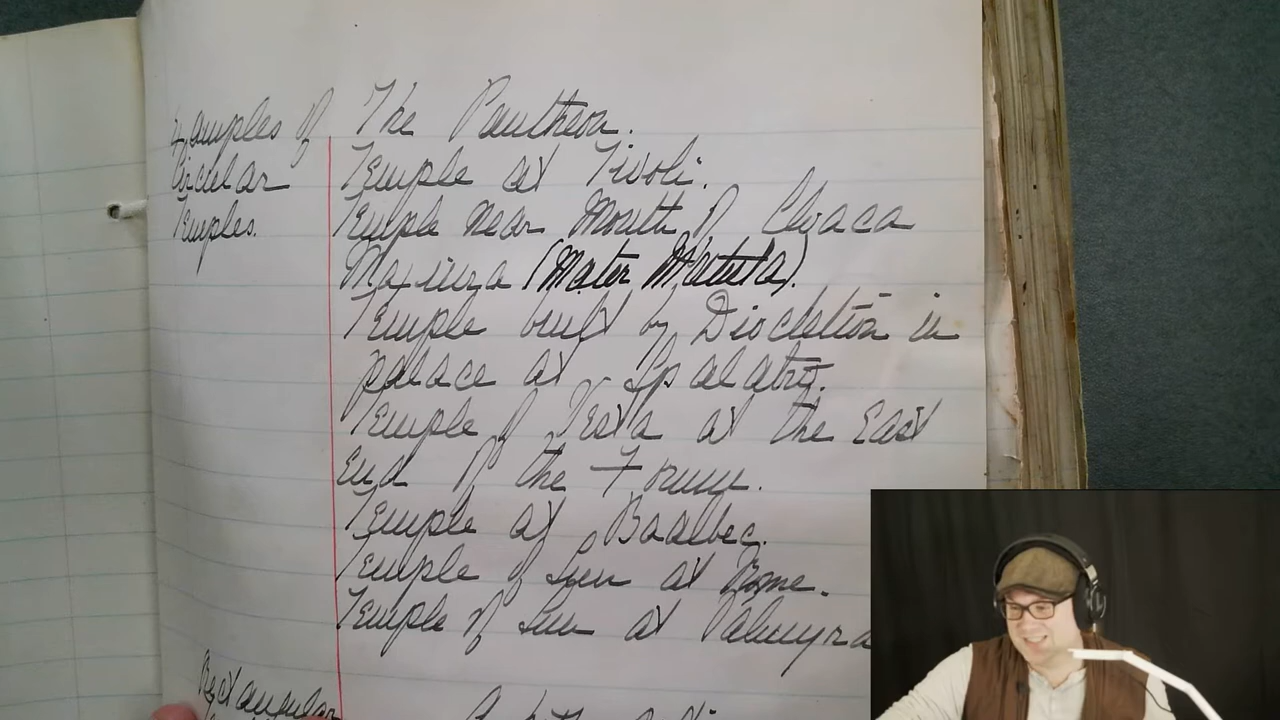 Examples of
Circular
Temples.
The Pantheon.
Temple at Tivoli.
Temple near Mouth of Cloaca
Maxima (Mater Matuta).
Temple built by Diocletian in
palace at Spalatro.
Temple of Vesta at the East
End of the Forum.
Temple at Baalbec.
Temple of Sun at Rome.
Temple of Sun at Palmyra
Rectangular